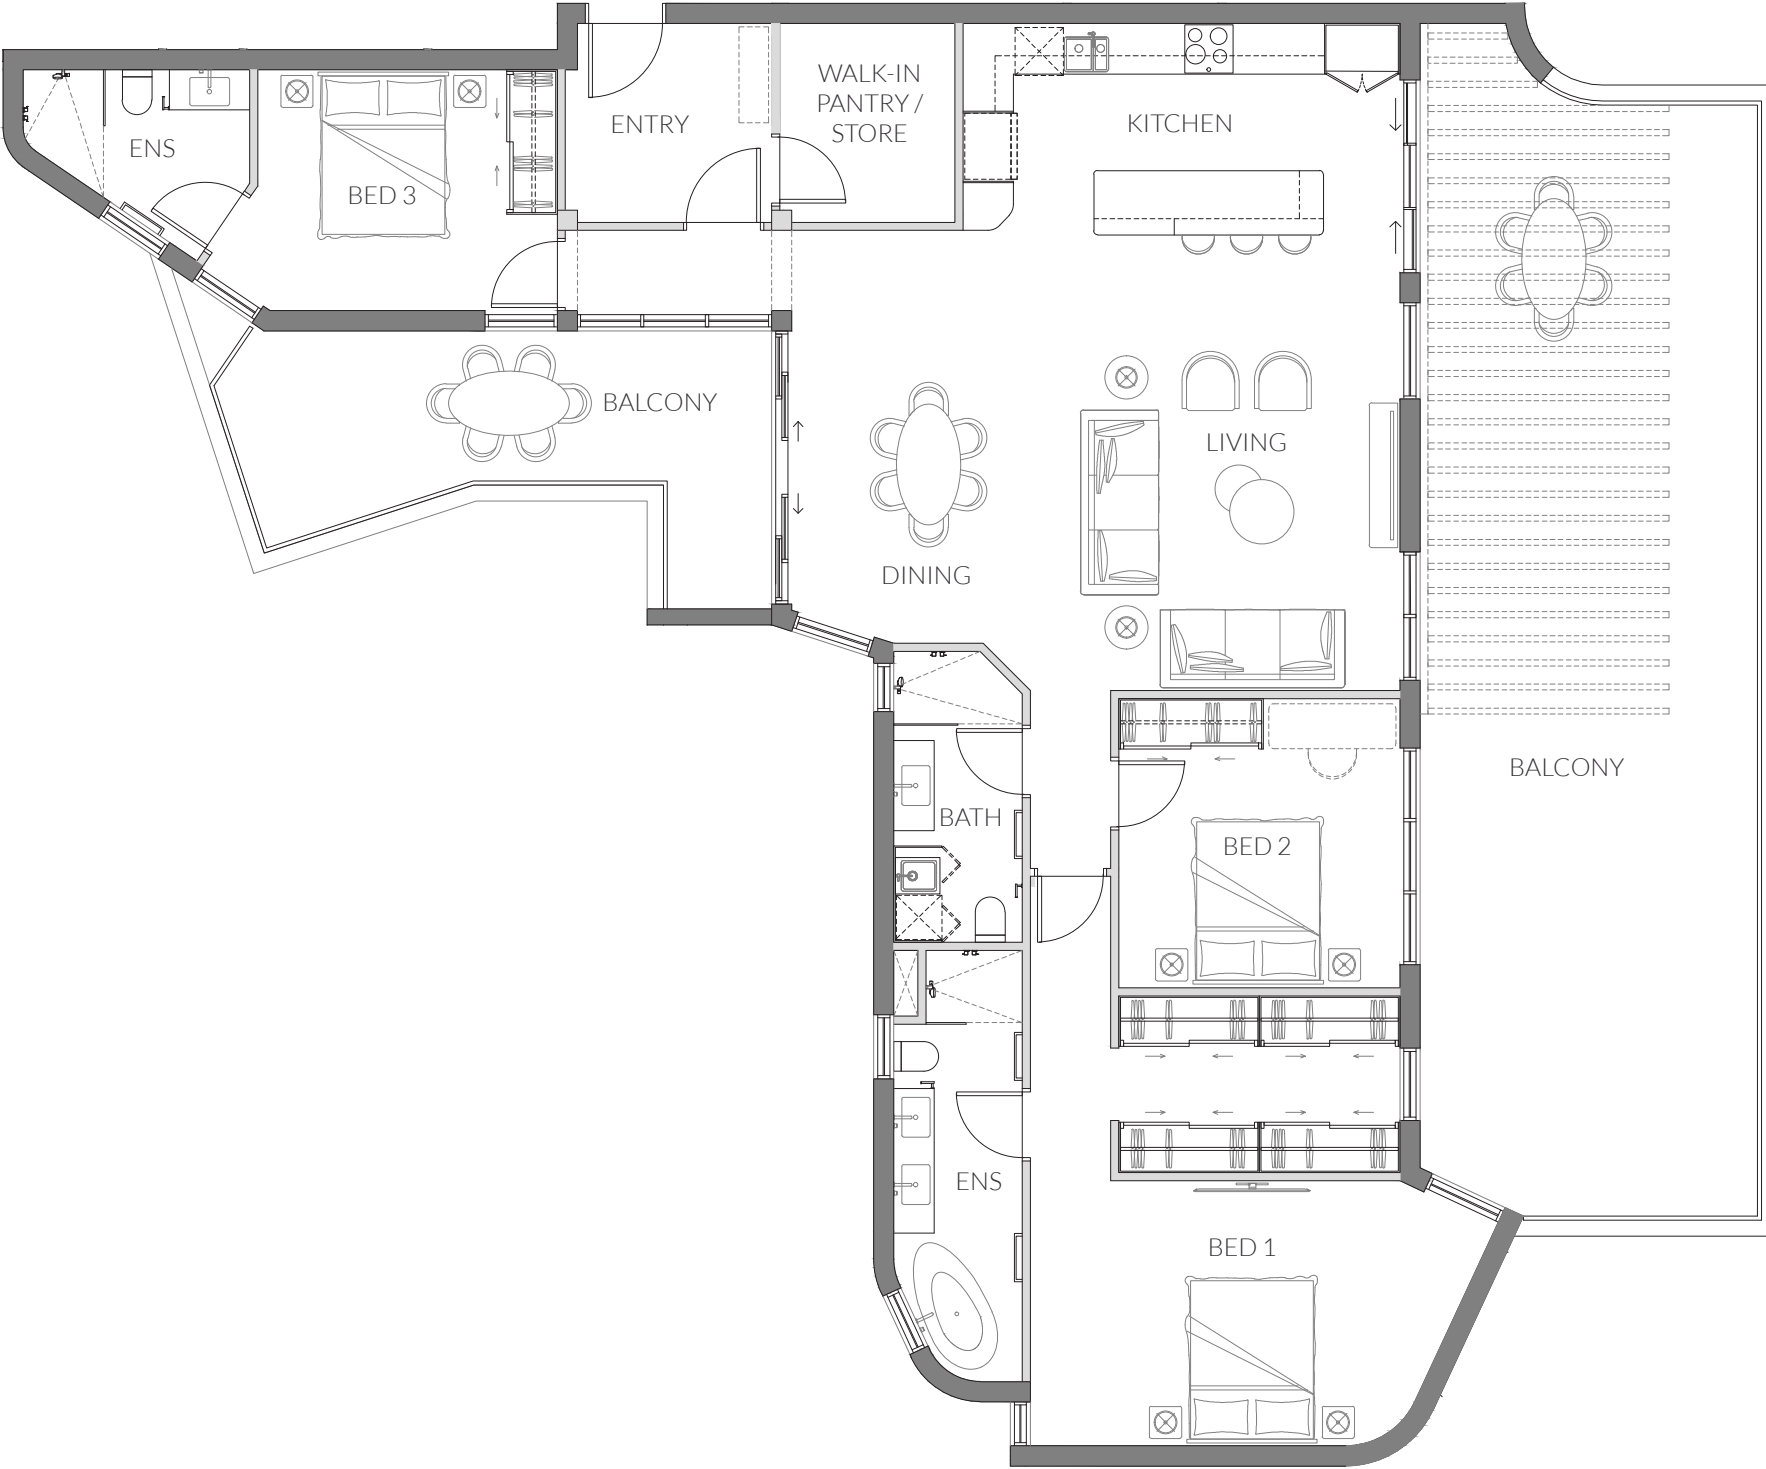 WALK-IN
PANTRY /
STORE
ENTRY
KITCHEN
ENS
BED 3
BALCONY
LIVING
DINING
BALCONY
BATH
BED 2
ENS
BED 1